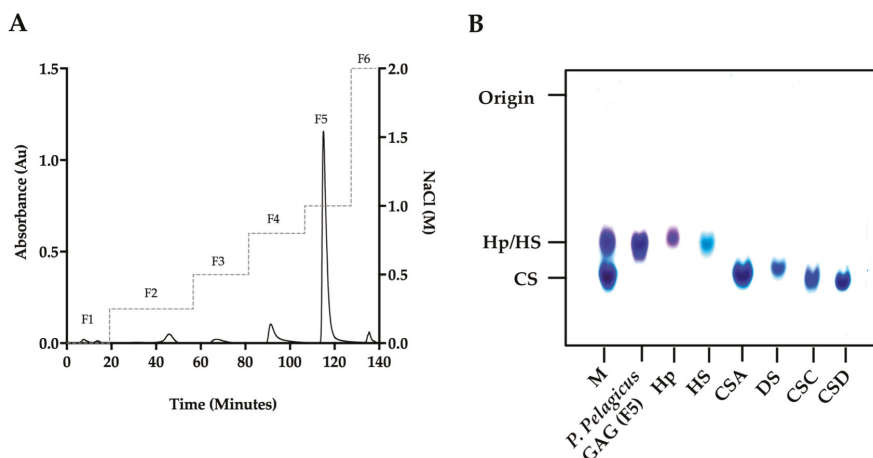 A
B
F6
1.5
2.0
F5
Origin
1.5
1.0
Absorbance (Au)
NaCl (M)
F4
1.0
Hp/HS
F3
0.5
CS
0.5
F2
F1
0.0
0.0
0 20 40 60 80 100 120 140
Time (Minutes)
M
P. Pelagicus
GAG (F5)
Hp
HS
CSA
DS
CSC
CSD